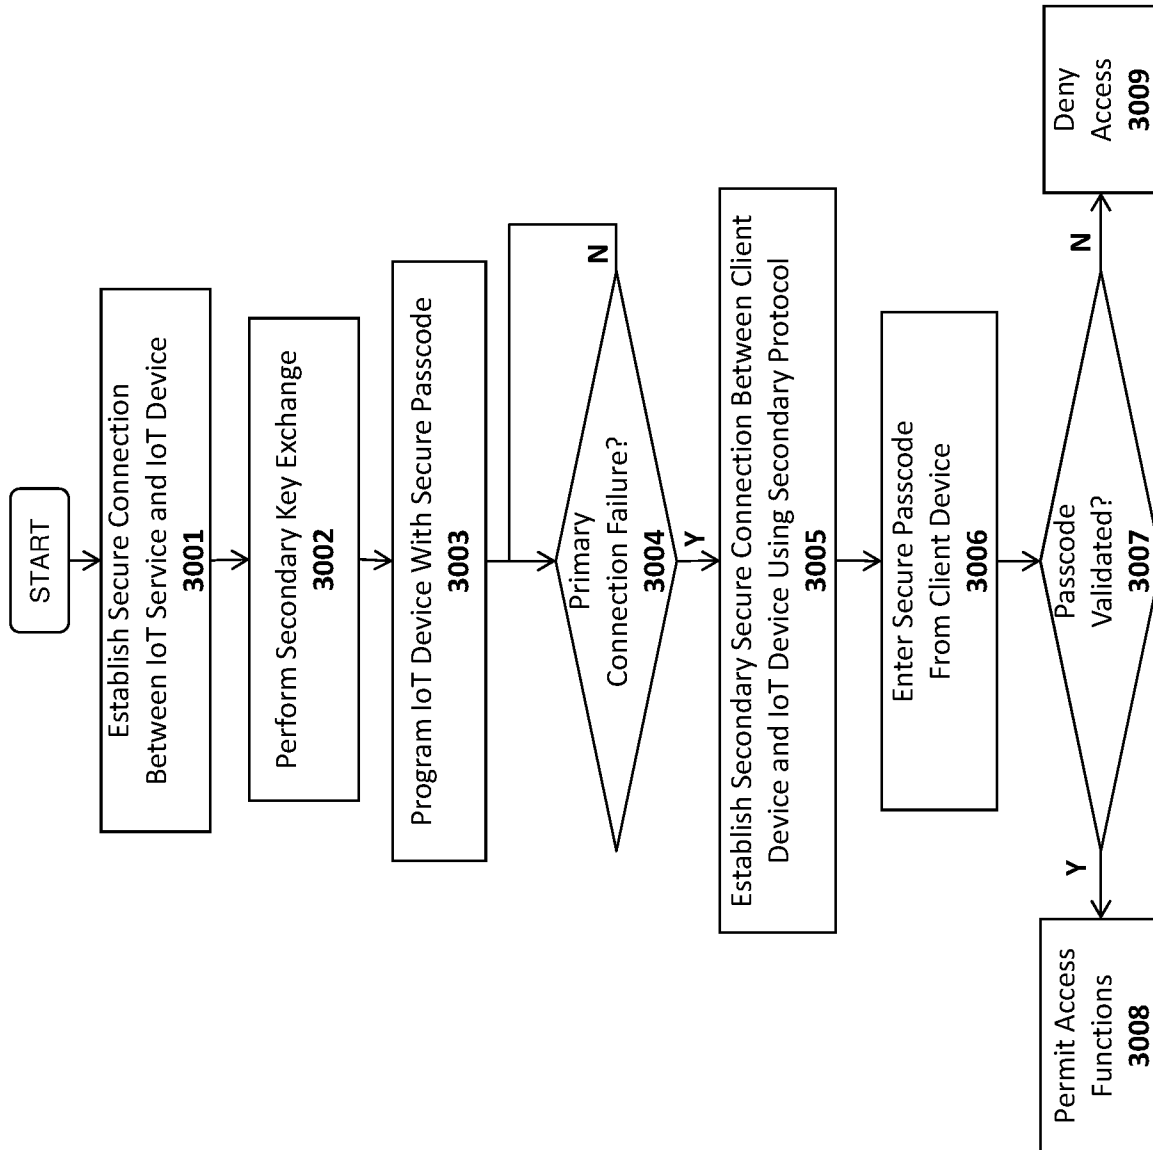 START
Establish Secure Connection
Between IoT Service and IoT Device
3001
Perform Secondary Key Exchange
3002
Program IoT Device With Secure Passcode
3003
Primary
Connection Failure?
3004
N
Y
Establish Secondary Secure Connection Between Client
Device and IoT Device Using Secondary Protocol
3005
Enter Secure Passcode
From Client Device
3006
Passcode
Validated?
3007
Y
N
Permit Access
Functions
3008
Deny
Access
3009